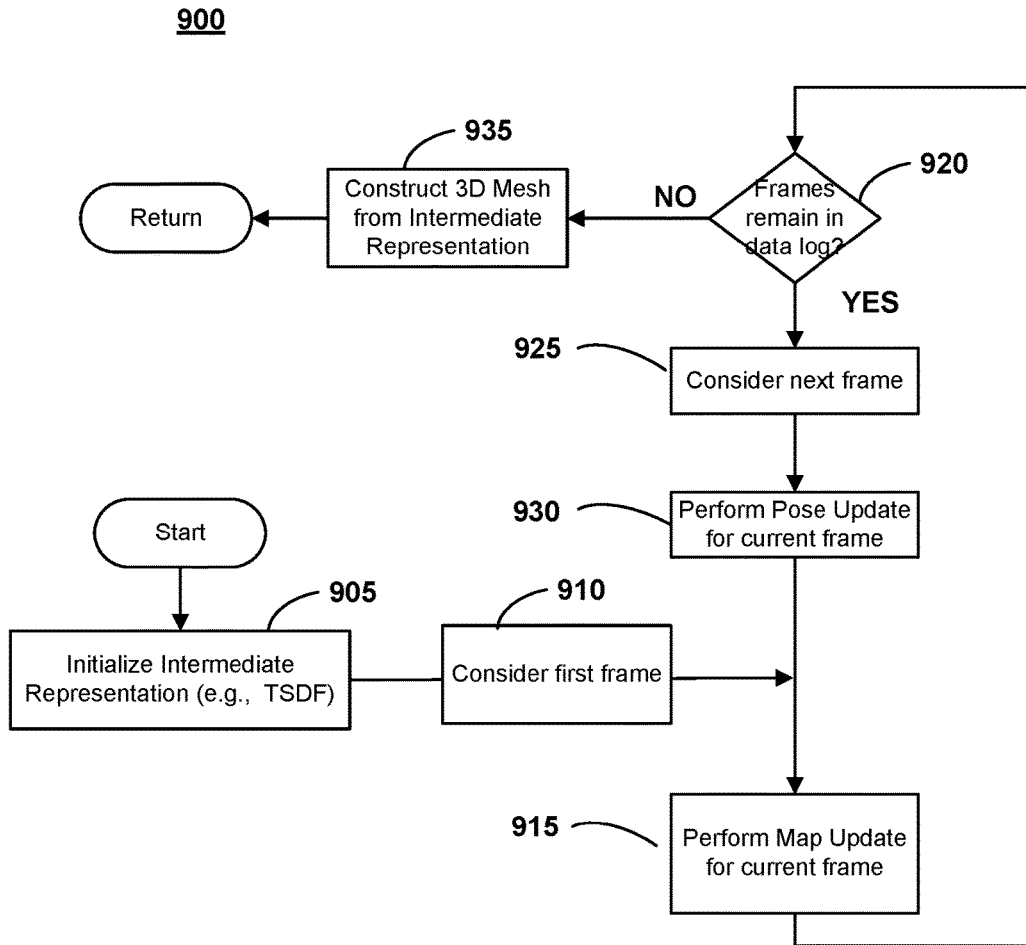 900
935
Construct 3D Mesh
from Intermediate
Representation
Return
NO
Frames
remain in
data log?
920
YES
925
Consider next frame
930
Perform Pose Update
for current frame
Start
905
Initialize Intermediate
Representation (e.g., TSDF)
910
Consider first frame
915
Perform Map Update
for current frame